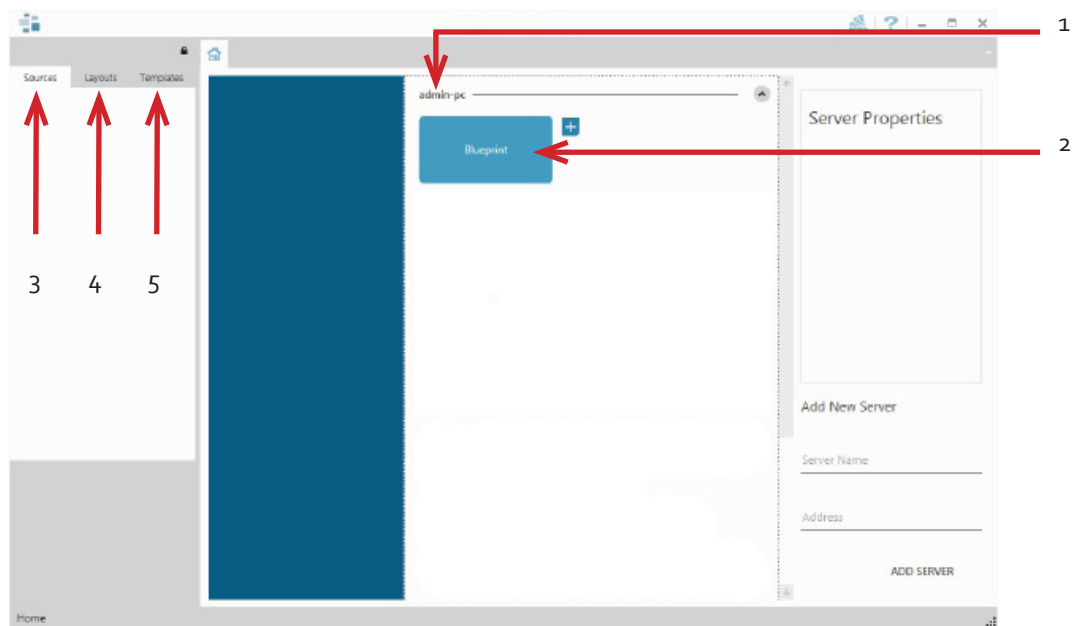 ?
1
Sources Layouts Templates
admin-pc
Server Properties
+
Blueprint
2
3 4 5
Add New Server
Server Name
Address
ADD SERVER
Home